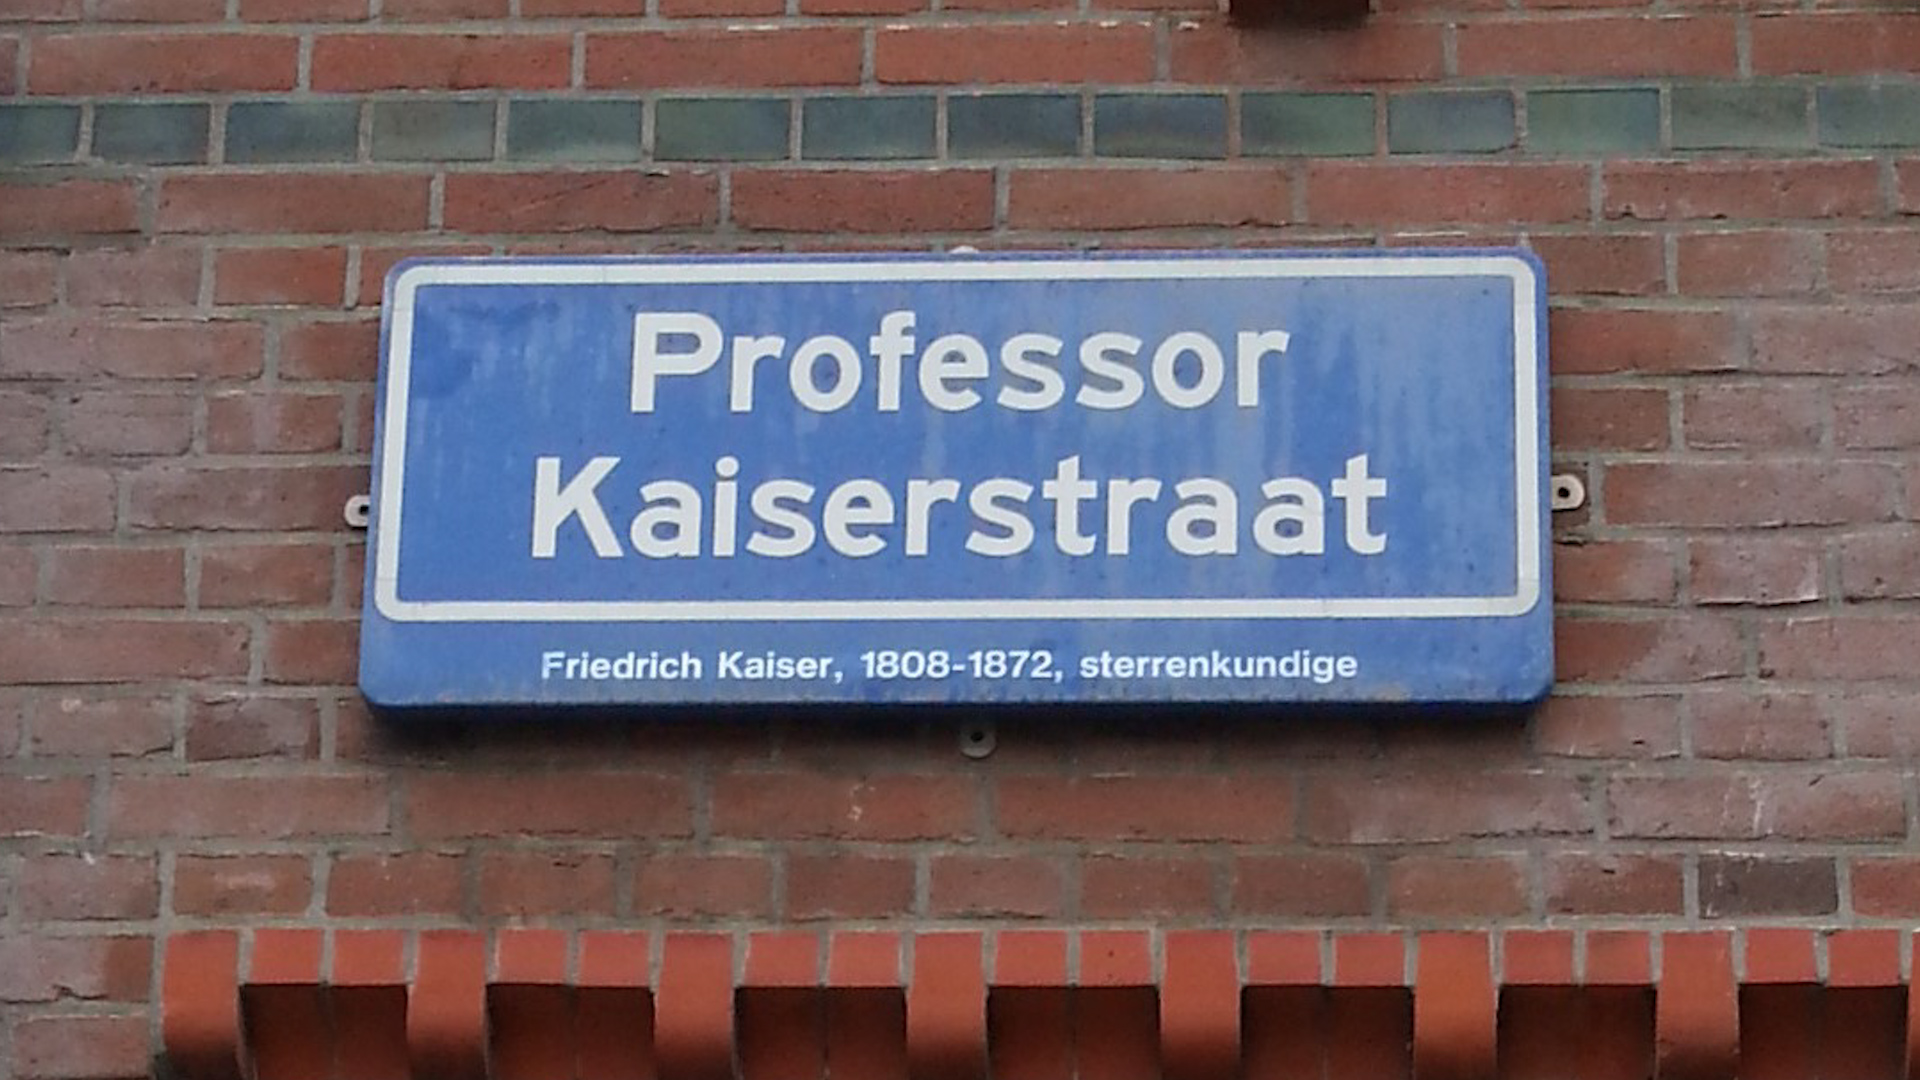 Professor
Kaiserstraat
Friedrich Kaiser, 1808-1872, sterrenkundige